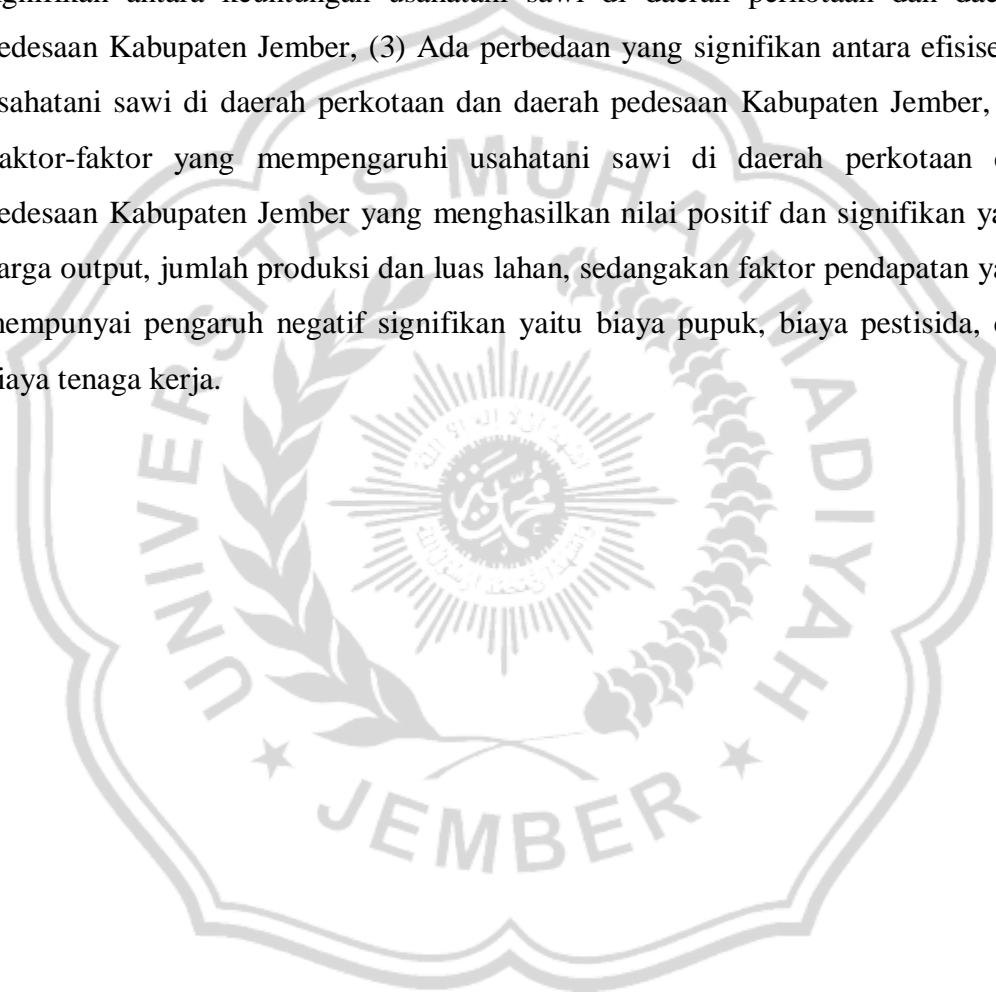 pedesaan Kabupaten Jember, (3) Ada perbedaan yang signifikan antara efisise
sahatani sawi di daerah perkotaan dan daerah pedesaan Kabupaten Jember,
aktor-faktor yang mempengaruhi usahatani sawi di daerah perkotaan
edesaan Kabupaten Jember yang menghasilkan nilai positif dan signifikan ya
arga output, jumlah produksi dan luas lahan, sedangakan faktor pendapatan ya
mempunyai pengaruh negatif signifikan yaitu biaya pupuk, biaya pestisida,
iaya tenaga kerja.
UNIVERSITAS MUHAMMADIYAH
JEMBER